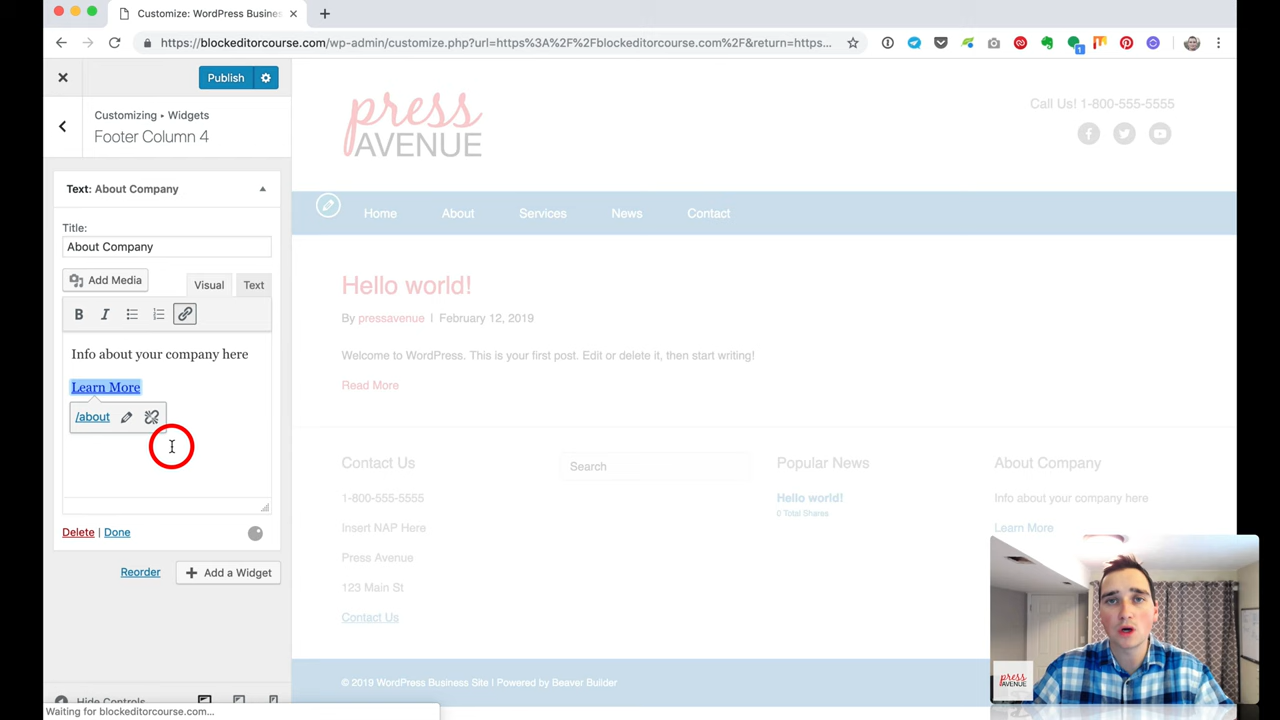 Customize: WordPress Busines
https://blockeditorcourse.com/wp-admin/customize.php?url=https%3A%2F%2Fblockeditorcourse.com%2F&return=https...
1
Publish
Customizing ▸ Widgets
Footer Column 4
Text: About Company
Title:
About Company
Add Media
Visual
Text
B
I
Info about your company here
Learn More
/about
Delete | Done
Reorder
Add a Widget
Hide Controls
Waiting for blockeditorcourse.com...
press
AVENUE
Call Us! 1-800-555-5555
Home
About
Services
News
Contact
Hello world!
By pressavenue | February 12, 2019
Welcome to WordPress. This is your first post. Edit or delete it, then start writing!
Read More
Contact Us
1-800-555-5555
Insert NAP Here
Press Avenue
123 Main St
Contact Us
Search
Popular News
Hello world!
0 Total Shares
About Company
Info about your company here
Learn More
© 2019 WordPress Business Site | Powered by Beaver Builder
press
AVENUE